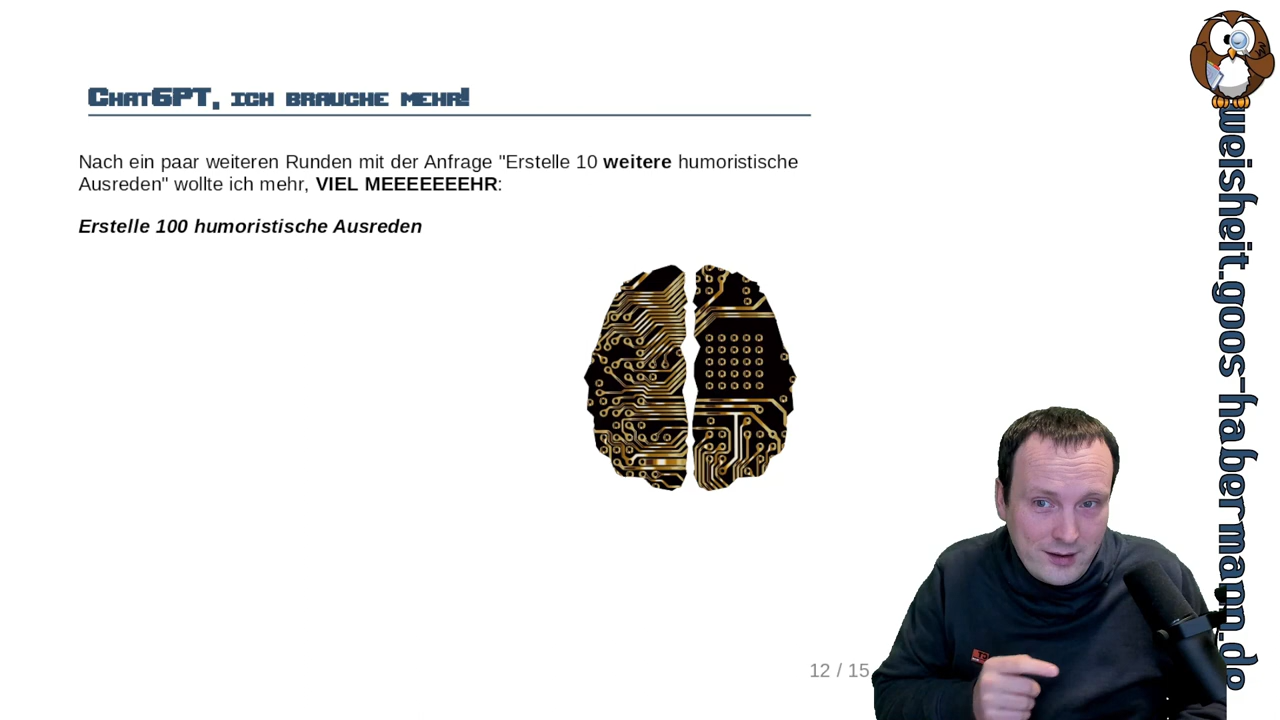 ChatGPT, ich brauche mehr!
Nach ein paar weiteren Runden mit der Anfrage "Erstelle 10 weitere humoristische
Ausreden" wollte ich mehr, VIEL MEEEEEEEHR:
Erstelle 100 humoristische Ausreden
12 / 15
weisheit.goos-habermann.de